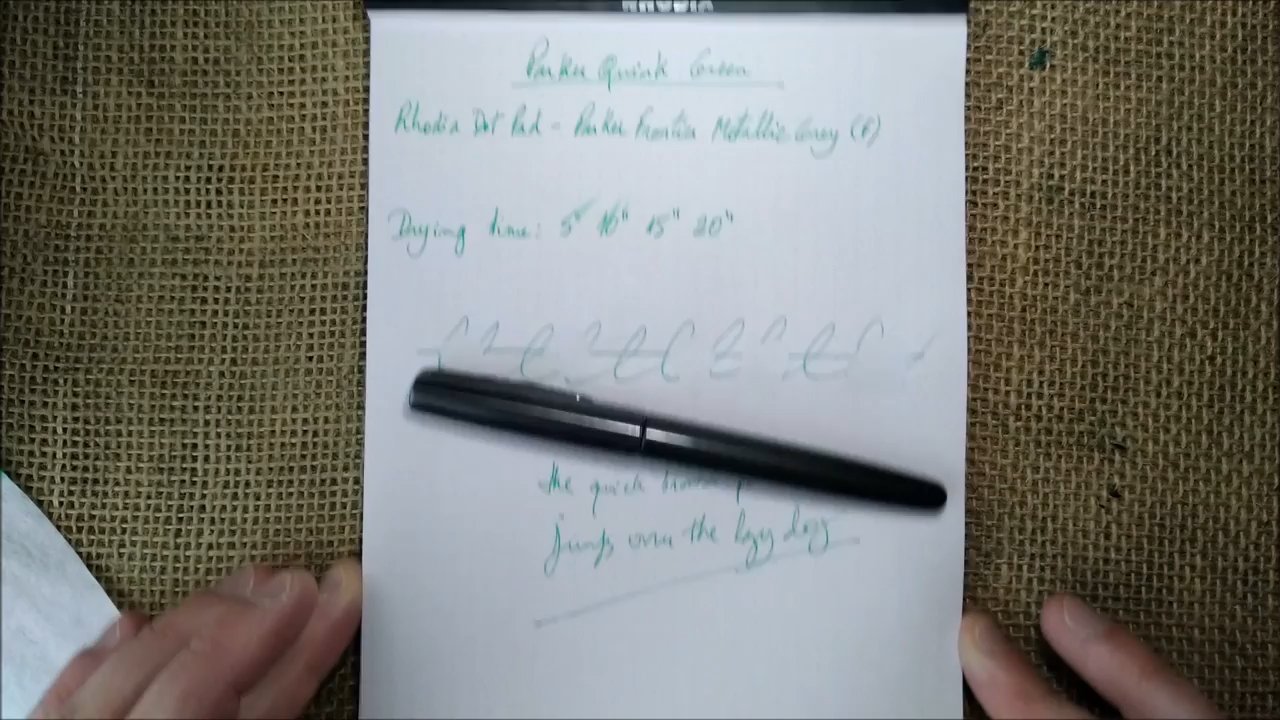 RHODIA
Parker Quink Green
Rhodia Dot Pad - Parker Frontier Metallic Grey (F)
Drying time: 5" 10" 15" 20"
the quick brown
jumps over the lazy dog